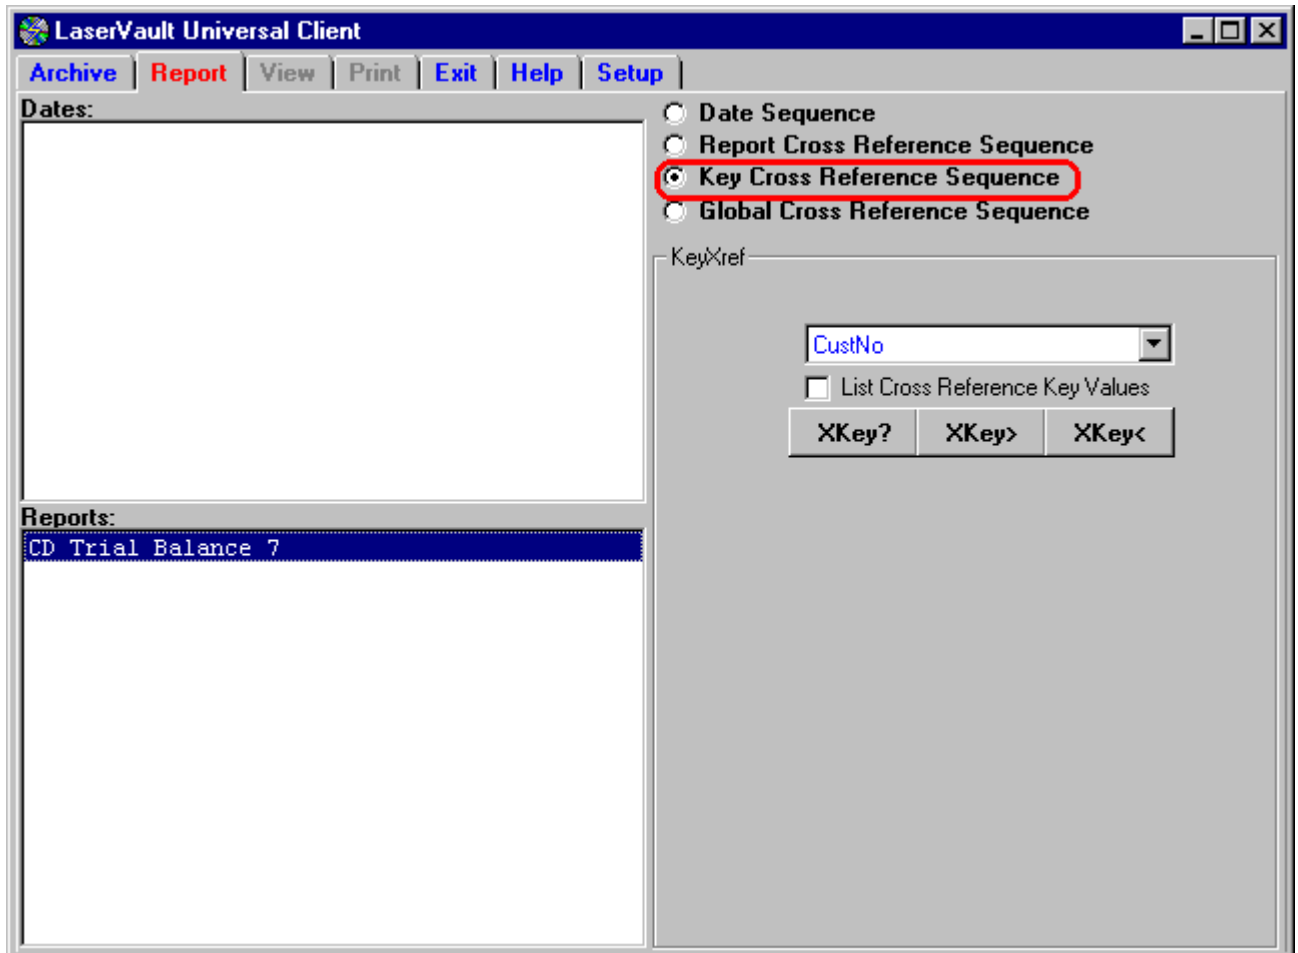 LaserVault Universal Client
Archive Report View Print Exit Help Setup
Dates:
Date Sequence
Report Cross Reference Sequence
Key Cross Reference Sequence
Global Cross Reference Sequence
KeyXref
CustNo
List Cross Reference Key Values
XKey? XKey> XKey<
Reports:
CD Trial Balance 7